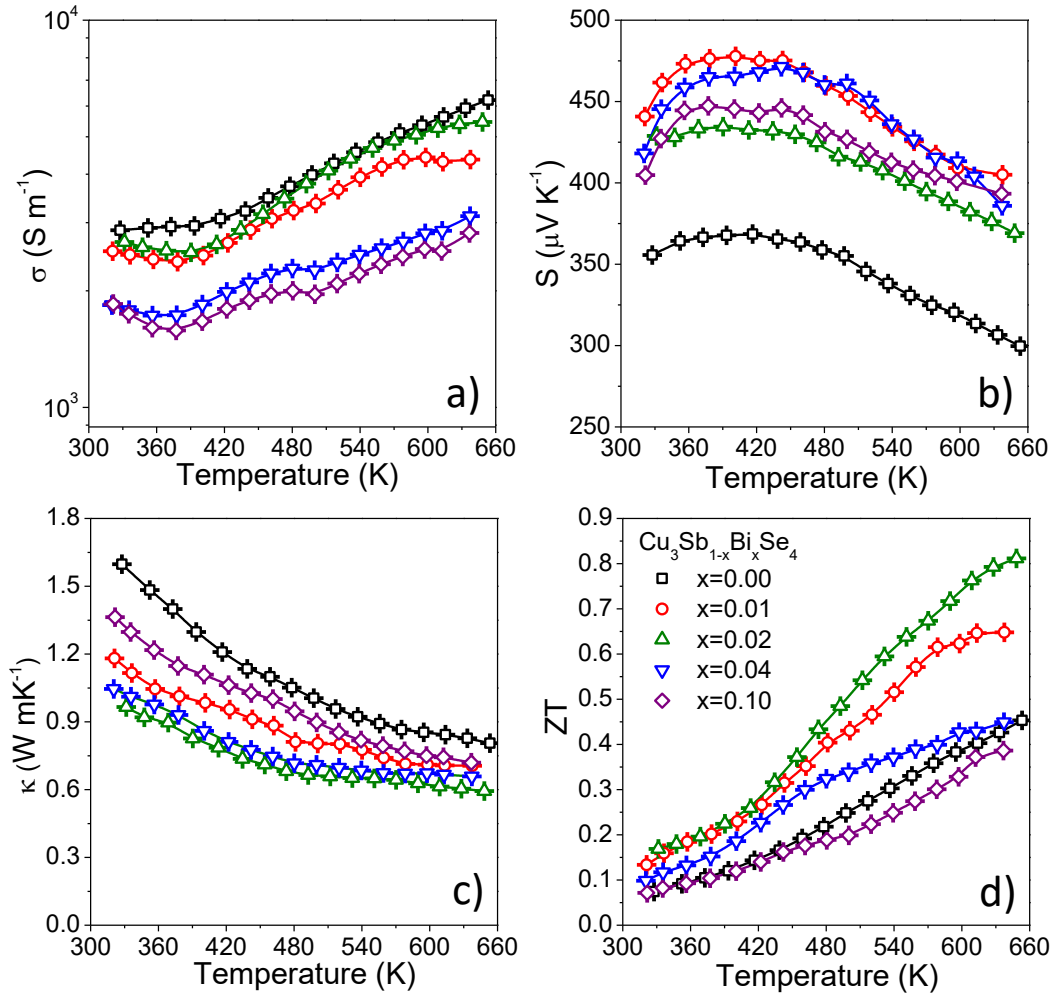 10⁴
10³
σ (S m⁻¹)
300 360 420 480 540 600 660
Temperature (K)
a)
500
450
400
350
300
250
S (μV K⁻¹)
300 360 420 480 540 600 660
Temperature (K)
b)
1.8
1.5
1.2
0.9
0.6
0.3
0.0
κ (W mK⁻¹)
300 360 420 480 540 600 660
Temperature (K)
c)
0.9
0.8
0.7
0.6
0.5
0.4
0.3
0.2
0.1
0.0
ZT
Cu₃Sb₁₋ₓBiₓSe₄
x=0.00
x=0.01
x=0.02
x=0.04
x=0.10
300 360 420 480 540 600 660
Temperature (K)
d)